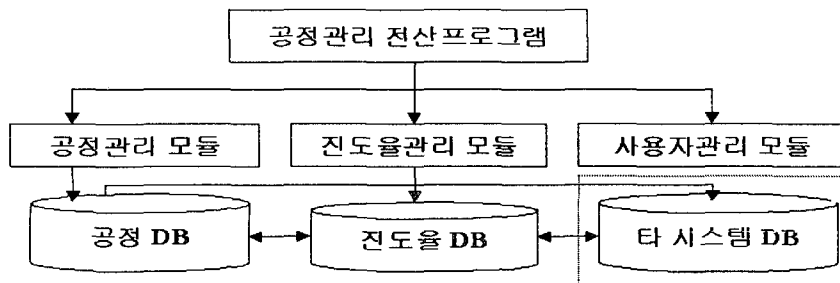 공정관리 전산프로그램
공정관리 모듈
진도율관리 모듈
사용자관리 모듈
공정 DB
진도율 DB
타 시스템 DB